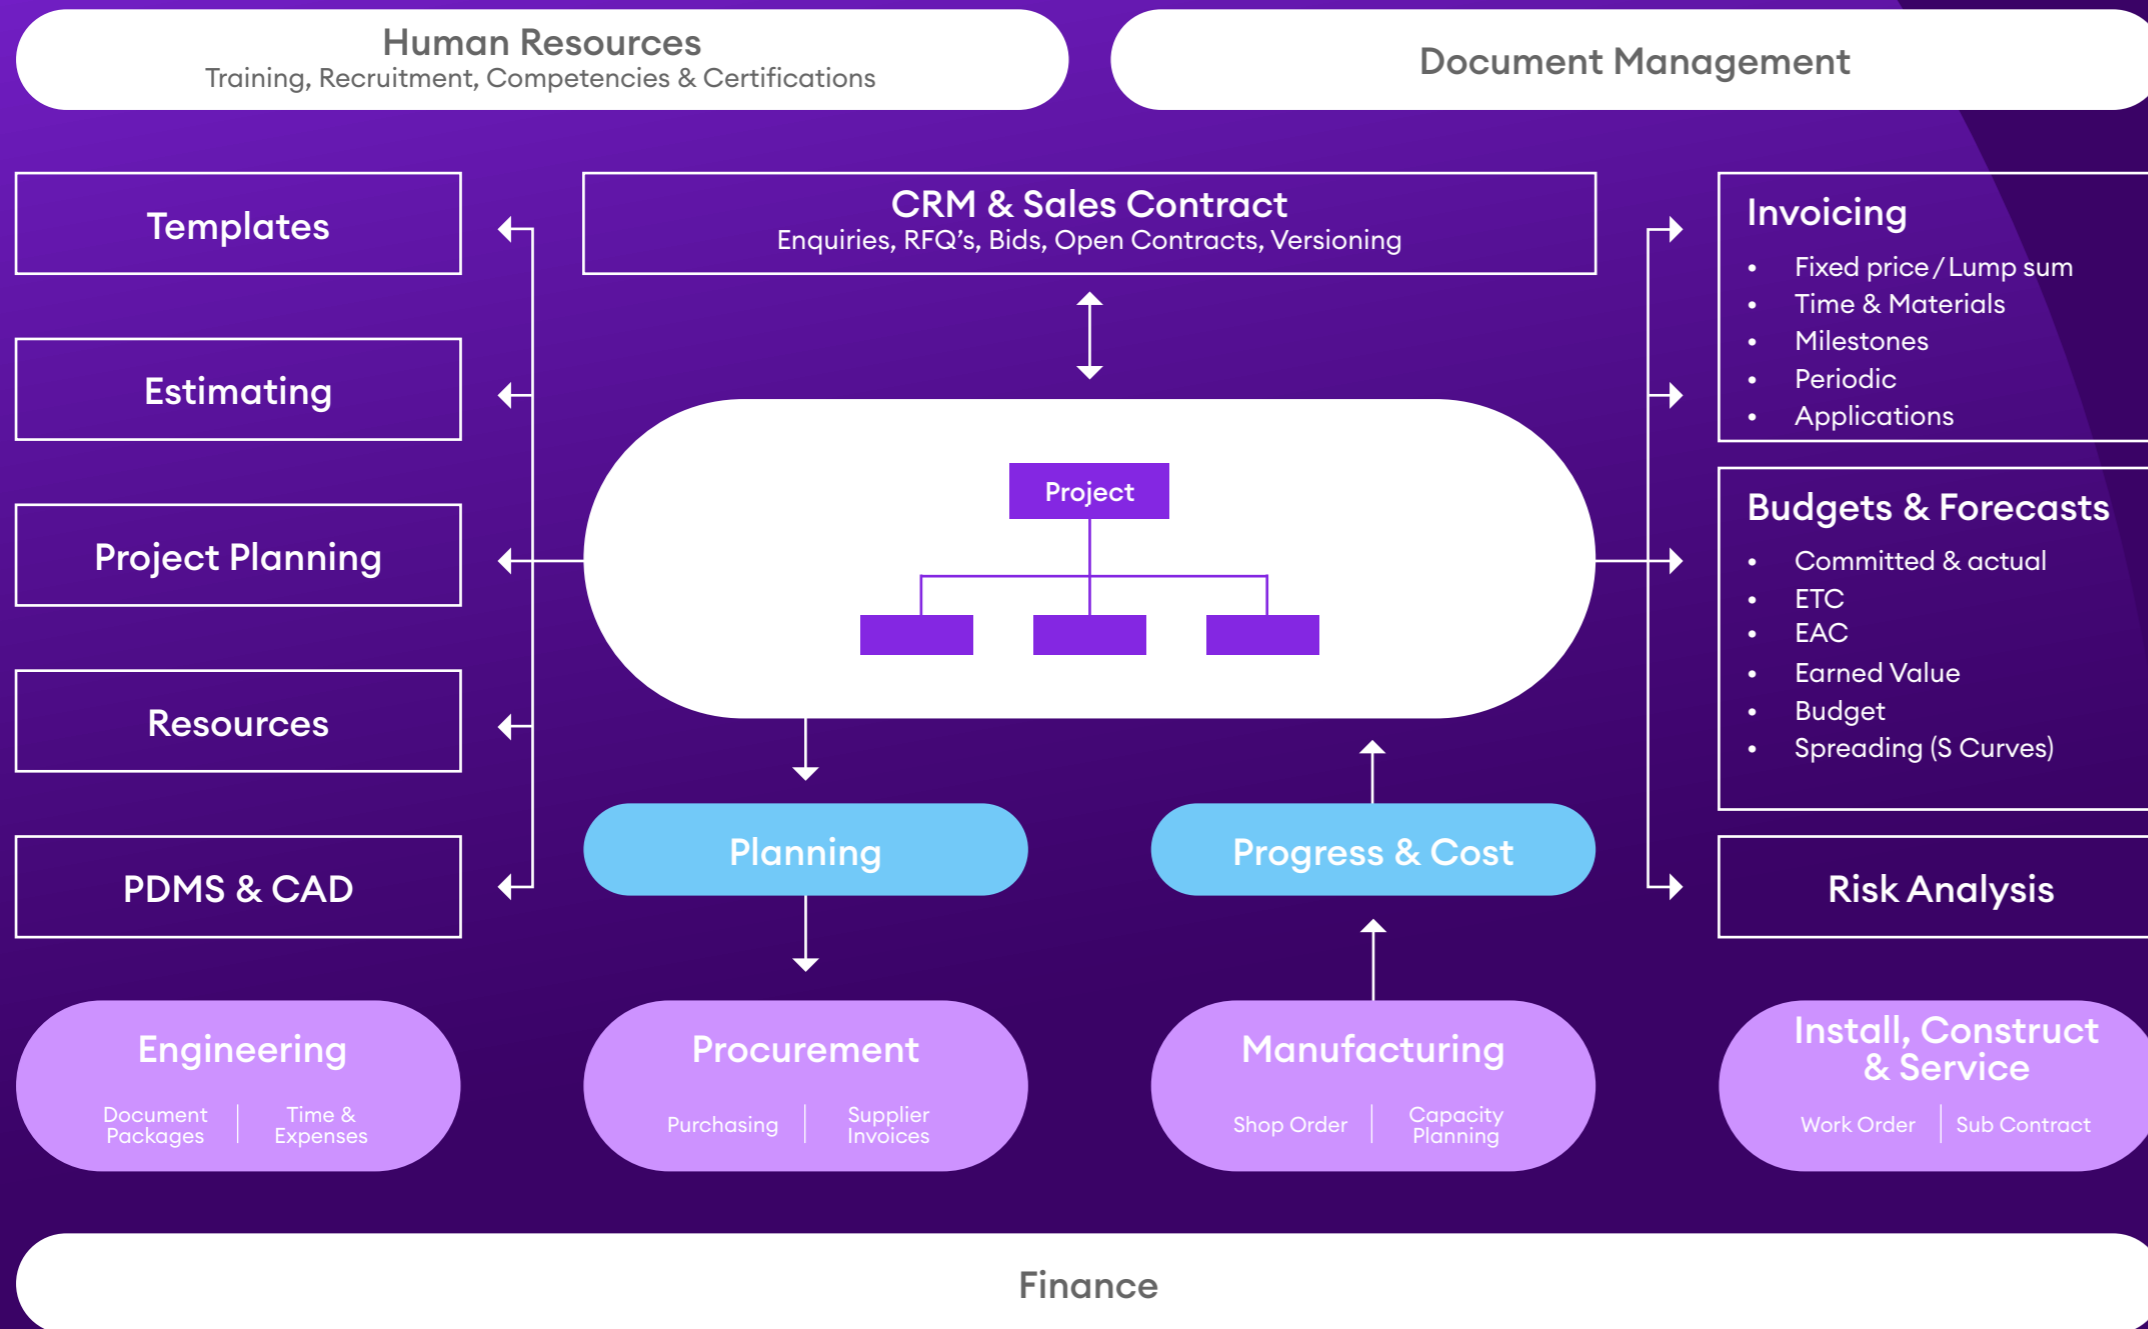 Human Resources
Training, Recruitment, Competencies & Certifications
Document Management
Templates
Estimating
Project Planning
Resources
PDMS & CAD
CRM & Sales Contract
Enquiries, RFQ’s, Bids, Open Contracts, Versioning
Project
Planning
Progress & Cost
Invoicing
• Fixed price / Lump sum
• Time & Materials
• Milestones
• Periodic
• Applications
Budgets & Forecasts
• Committed & actual
• ETC
• EAC
• Earned Value
• Budget
• Spreading (S Curves)
Risk Analysis
Engineering
Document
Packages
Time &
Expenses
Procurement
Purchasing
Supplier
Invoices
Manufacturing
Shop Order
Capacity
Planning
Install, Construct
& Service
Work Order
Sub Contract
Finance